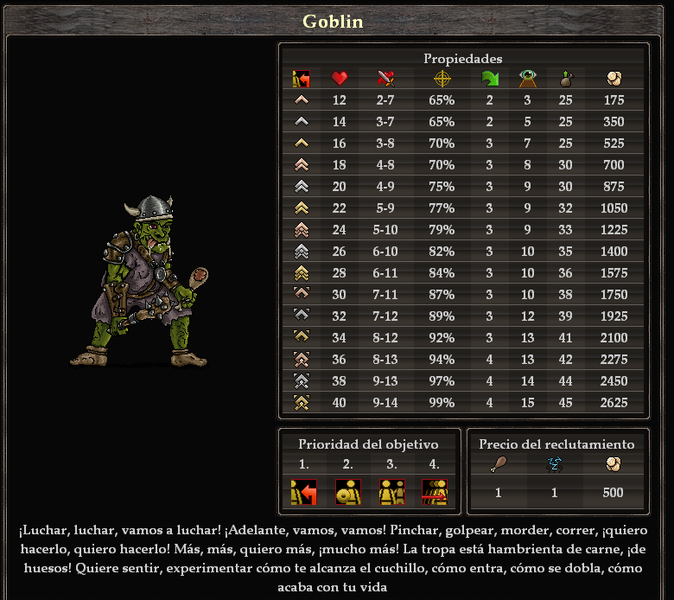 Goblin
Propiedades
12 2-7 65% 2 3 25 175
14 3-7 65% 2 5 25 350
16 3-8 70% 3 7 25 525
18 4-8 70% 3 8 30 700
20 4-9 75% 3 9 30 875
22 5-9 77% 3 9 32 1050
24 5-10 79% 3 9 33 1225
26 6-10 82% 3 10 35 1400
28 6-11 84% 3 10 36 1575
30 7-11 87% 3 10 38 1750
32 7-12 89% 3 12 39 1925
34 8-12 92% 3 13 41 2100
36 8-13 94% 4 13 42 2275
38 9-13 97% 4 14 44 2450
40 9-14 99% 4 15 45 2625
Prioridad del objetivo
1. 2. 3. 4.
Precio del reclutamiento
1 1 500
¡Luchar, luchar, vamos a luchar! ¡Adelante, vamos, vamos! Pinchar, golpear, morder, correr, ¡quiero
hacerlo, quiero hacerlo! Más, más, quiero más, ¡mucho más! La tropa está hambrienta de carne, ¡de
huesos! Quiere sentir, experimentar cómo te alcanza el cuchillo, cómo entra, cómo se dobla, cómo
acaba con tu vida